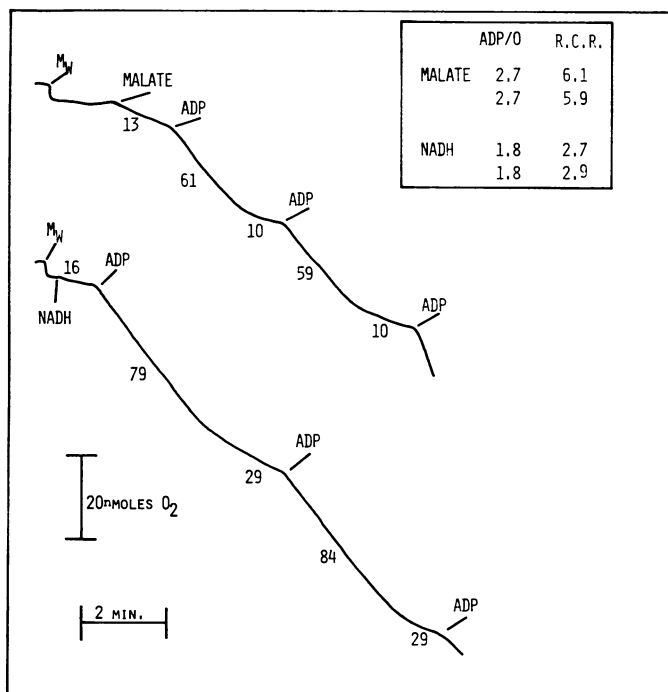 ADP/O R.C.R.
MALATE 2.7 6.1
2.7 5.9
NADH 1.8 2.7
1.8 2.9
MW
MALATE
13
ADP
61
ADP
10
59
ADP
10
MW
16
ADP
NADH
79
ADP
29
84
ADP
29
20nMOLES O2
2 MIN.